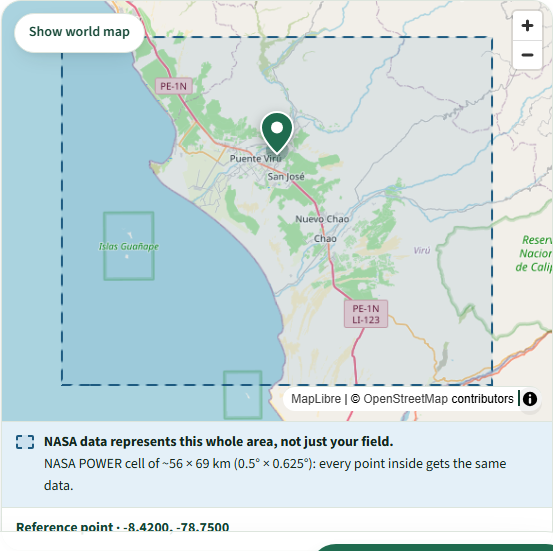 Show world map
+
−
PE-1N
Puente Virú
San José
Nuevo Chao
Chao
Virú
Islas Guañape
Reserv
Nacion
de Calip
PE-1N
LI-123
MapLibre | © OpenStreetMap contributors
NASA data represents this whole area, not just your field.
NASA POWER cell of ~56 × 69 km (0.5° × 0.625°): every point inside gets the same
data.
Reference point · -8.4200, -78.7500